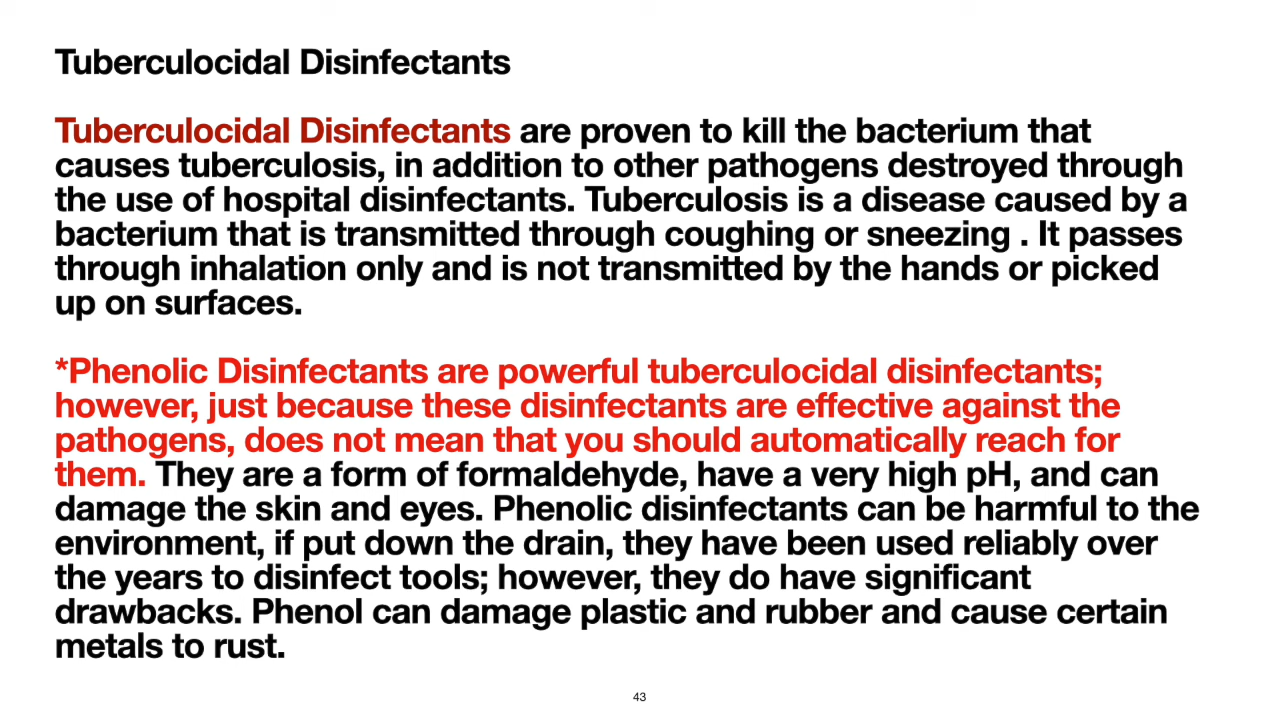 Tuberculocidal Disinfectants
Tuberculocidal Disinfectants are proven to kill the bacterium that
causes tuberculosis, in addition to other pathogens destroyed through
the use of hospital disinfectants. Tuberculosis is a disease caused by a
bacterium that is transmitted through coughing or sneezing . It passes
through inhalation only and is not transmitted by the hands or picked
up on surfaces.
*Phenolic Disinfectants are powerful tuberculocidal disinfectants;
however, just because these disinfectants are effective against the
pathogens, does not mean that you should automatically reach for
them. They are a form of formaldehyde, have a very high pH, and can
damage the skin and eyes. Phenolic disinfectants can be harmful to the
environment, if put down the drain, they have been used reliably over
the years to disinfect tools; however, they do have significant
drawbacks. Phenol can damage plastic and rubber and cause certain
metals to rust.
43